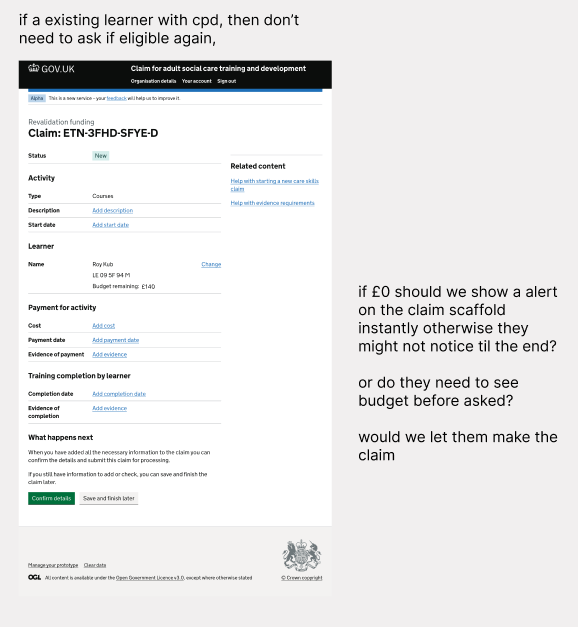 if a existing learner with cpd, then don't
need to ask if eligible again,
GOV.UK
Claim for adult social care training and development
Organisation details Your account Sign out
Alpha This is a new service – your feedback will help us to improve it.
Revalidation funding
Claim: ETN-3FHD-SFYE-D
Status New
Activity
Type Courses
Description Add description
Start date Add start date
Learner
Name Roy Kub Change
LE 09 5F 94 M
Budget remaining: £140
Payment for activity
Cost Add cost
Payment date Add payment date
Evidence of payment Add evidence
Training completion by learner
Completion date Add completion date
Evidence of
completion
Add evidence
What happens next
When you have added all the necessary information to the claim you can
confirm the details and submit this claim for processing.
If you still have information to add or check, you can save and finish the
claim later.
Confirm details Save and finish later
Related content
Help with starting a new care skills
claim
Help with evidence requirements
if £0 should we show a alert
on the claim scaffold
instantly otherwise they
might not notice til the end?
or do they need to see
budget before asked?
would we let them make the
claim
Manage your prototype Clear data
OGL All content is available under the Open Government Licence v3.0, except where otherwise stated
© Crown copyright